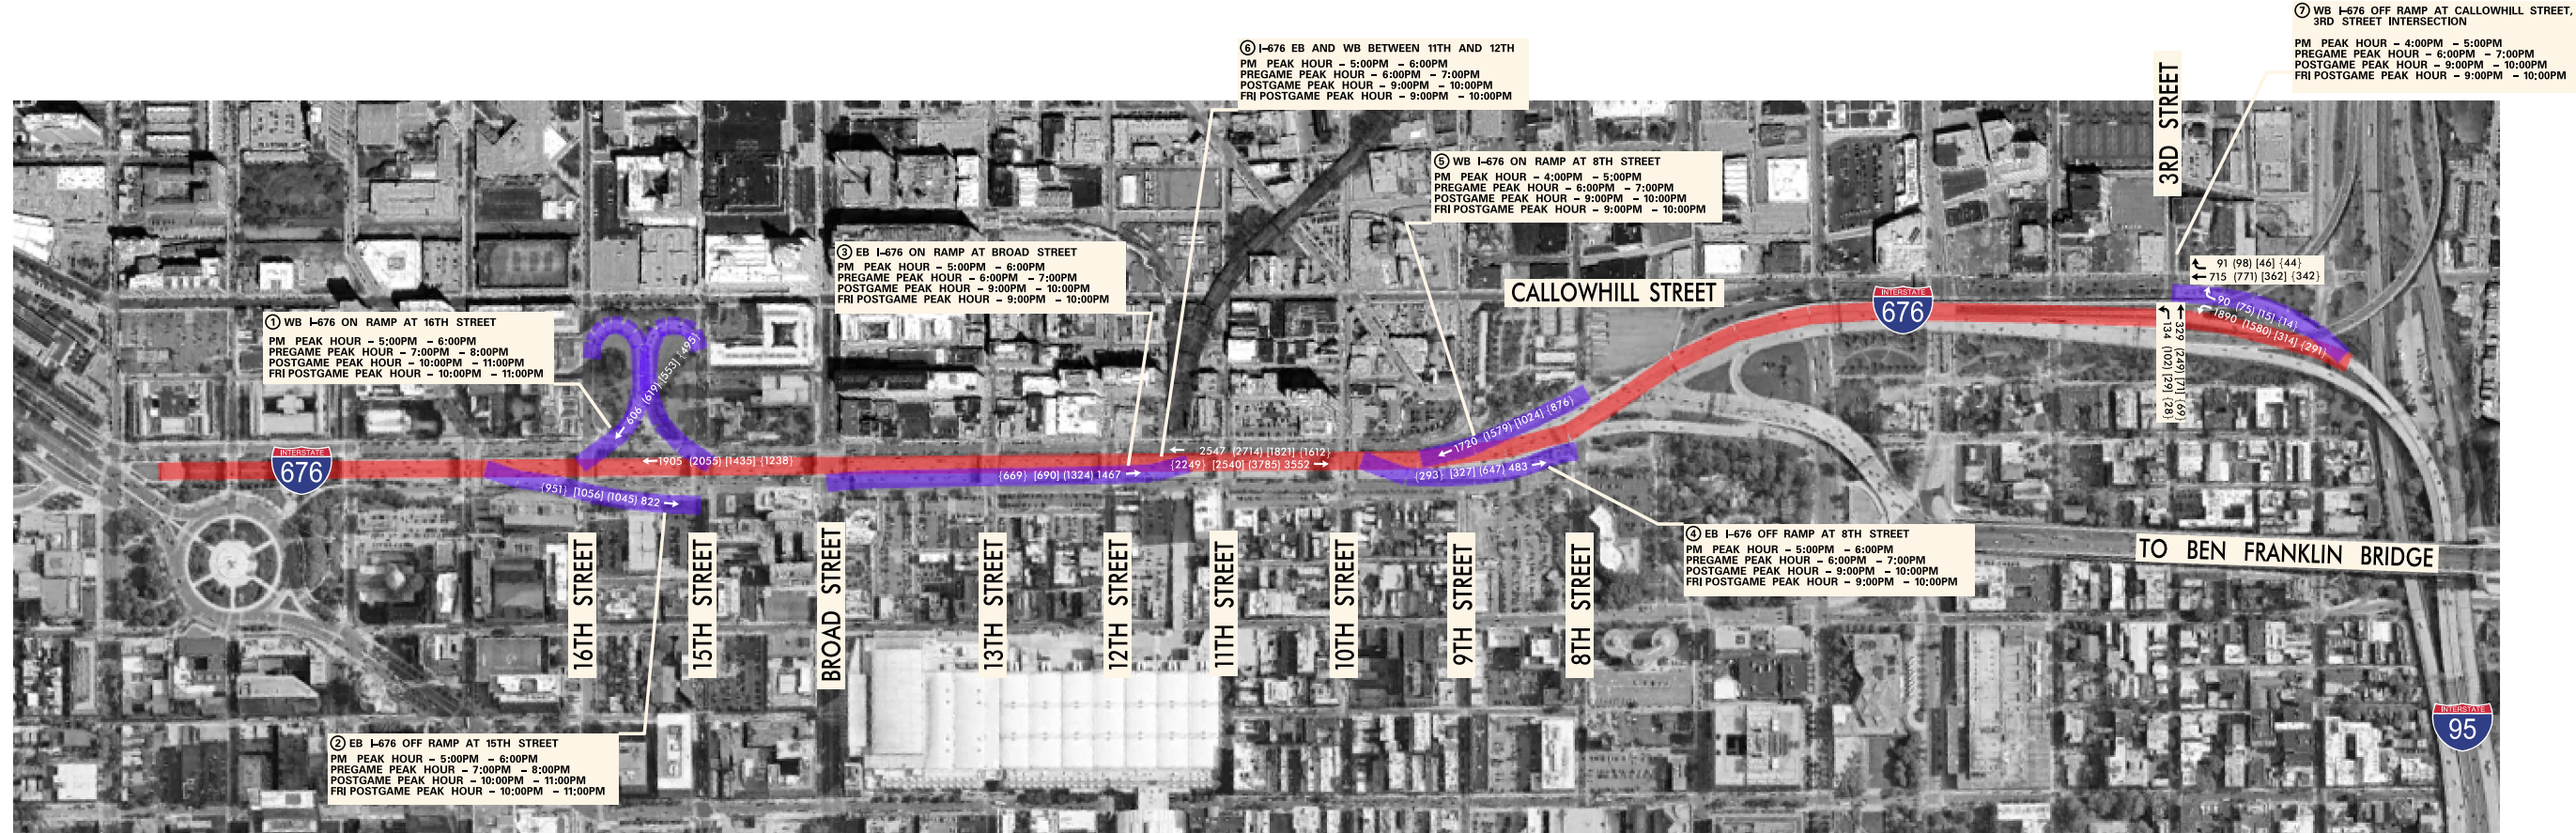 ⑦ WB I-676 OFF RAMP AT CALLOWHILL STREET,
3RD STREET INTERSECTION
PM PEAK HOUR - 4:00PM - 5:00PM
PREGAME PEAK HOUR - 6:00PM - 7:00PM
POSTGAME PEAK HOUR - 9:00PM - 10:00PM
FRI POSTGAME PEAK HOUR - 9:00PM - 10:00PM
⑥ I-676 EB AND WB BETWEEN 11TH AND 12TH
PM PEAK HOUR - 5:00PM - 6:00PM
PREGAME PEAK HOUR - 6:00PM - 7:00PM
POSTGAME PEAK HOUR - 9:00PM - 10:00PM
FRI POSTGAME PEAK HOUR - 9:00PM - 10:00PM
3RD STREET
⑤ WB I-676 ON RAMP AT 8TH STREET
PM PEAK HOUR - 4:00PM - 5:00PM
PREGAME PEAK HOUR - 6:00PM - 7:00PM
POSTGAME PEAK HOUR - 9:00PM - 10:00PM
FRI POSTGAME PEAK HOUR - 9:00PM - 10:00PM
③ EB I-676 ON RAMP AT BROAD STREET
PM PEAK HOUR - 5:00PM - 6:00PM
PREGAME PEAK HOUR - 6:00PM - 7:00PM
POSTGAME PEAK HOUR - 9:00PM - 10:00PM
FRI POSTGAME PEAK HOUR - 9:00PM - 10:00PM
91 (98) [46] {44}
← 715 (771) [362] {342}
CALLOWHILL STREET
INTERSTATE
676
90 (75) [15] {14}
1890 (1580) [314] {291}
134 (102) [29] {28}
329 (249) [71] {69}
① WB I-676 ON RAMP AT 16TH STREET
PM PEAK HOUR - 5:00PM - 6:00PM
PREGAME PEAK HOUR - 7:00PM - 8:00PM
POSTGAME PEAK HOUR - 10:00PM - 11:00PM
FRI POSTGAME PEAK HOUR - 10:00PM - 11:00PM
← 606 (619) [553] {495}
← 1720 (1579) [1024] {876}
INTERSTATE
676
← 1905 (2055) [1435] {1238}
← 2547 (2714) [1821] {1612}
{2249} [2540] (3785) 3552 →
{669} [690] (1324) 1467 →
{293} [327] (647) 483 →
{951} [1056] (1045) 822 →
16TH STREET
15TH STREET
BROAD STREET
13TH STREET
12TH STREET
11TH STREET
10TH STREET
9TH STREET
8TH STREET
④ EB I-676 OFF RAMP AT 8TH STREET
PM PEAK HOUR - 5:00PM - 6:00PM
PREGAME PEAK HOUR - 6:00PM - 7:00PM
POSTGAME PEAK HOUR - 9:00PM - 10:00PM
FRI POSTGAME PEAK HOUR - 9:00PM - 10:00PM
TO BEN FRANKLIN BRIDGE
INTERSTATE
95
② EB I-676 OFF RAMP AT 15TH STREET
PM PEAK HOUR - 5:00PM - 6:00PM
PREGAME PEAK HOUR - 7:00PM - 8:00PM
POSTGAME PEAK HOUR - 10:00PM - 11:00PM
FRI POSTGAME PEAK HOUR - 10:00PM - 11:00PM